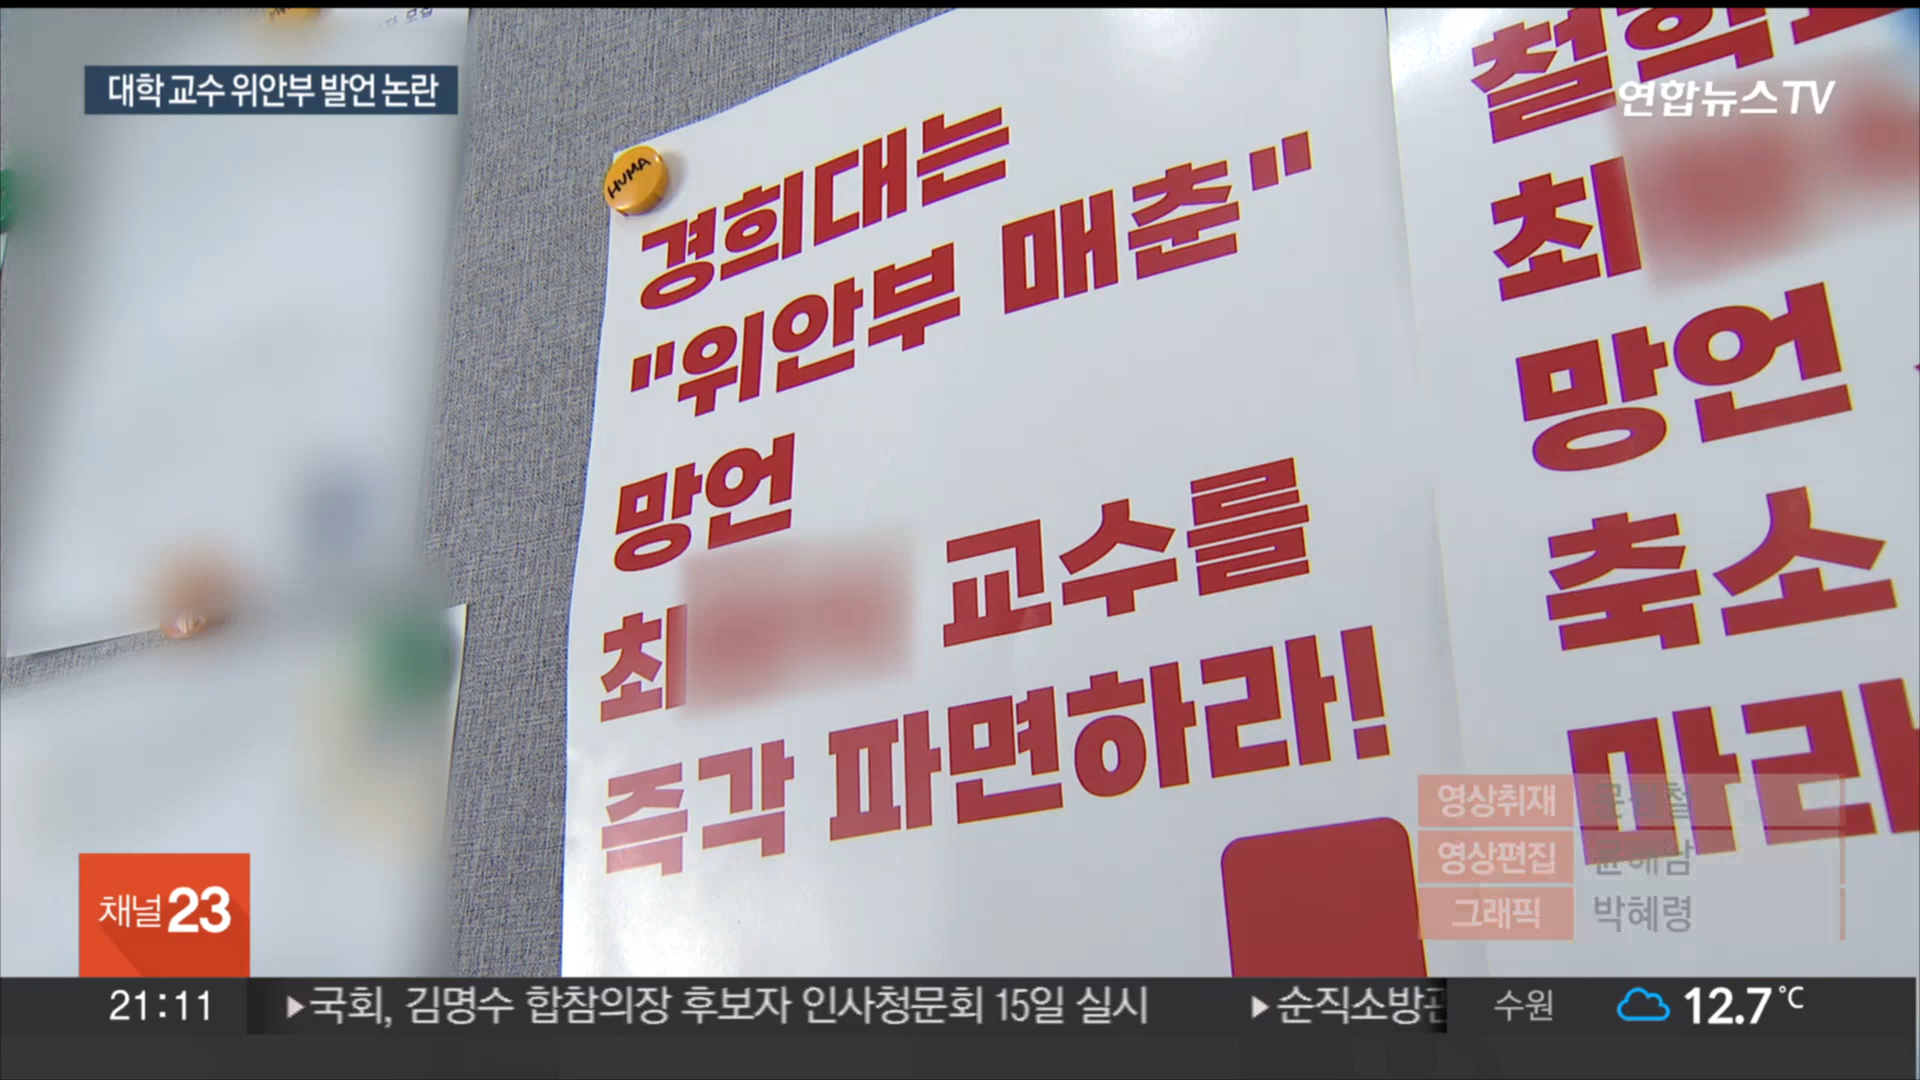 대학 교수 위안부 발언 논란
연합뉴스TV
HUMA
경희대는
"위안부 매춘"
망언
최 교수를
즉각 파면하라!
최
망언
축소
마라
영상취재
영상편집
그래픽 박혜령
채널23
21:11 ▶국회, 김명수 합참의장 후보자 인사청문회 15일 실시 ▶순직소방관 수원 12.7℃